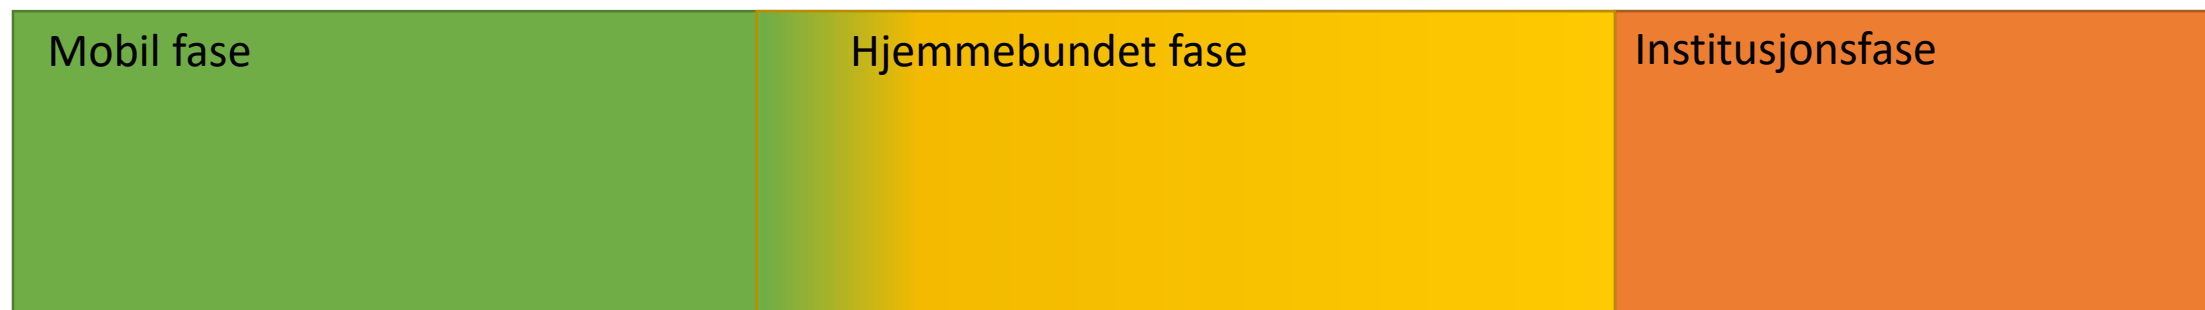 Mobil fase
Hjemmebundet fase
Institusjonsfase